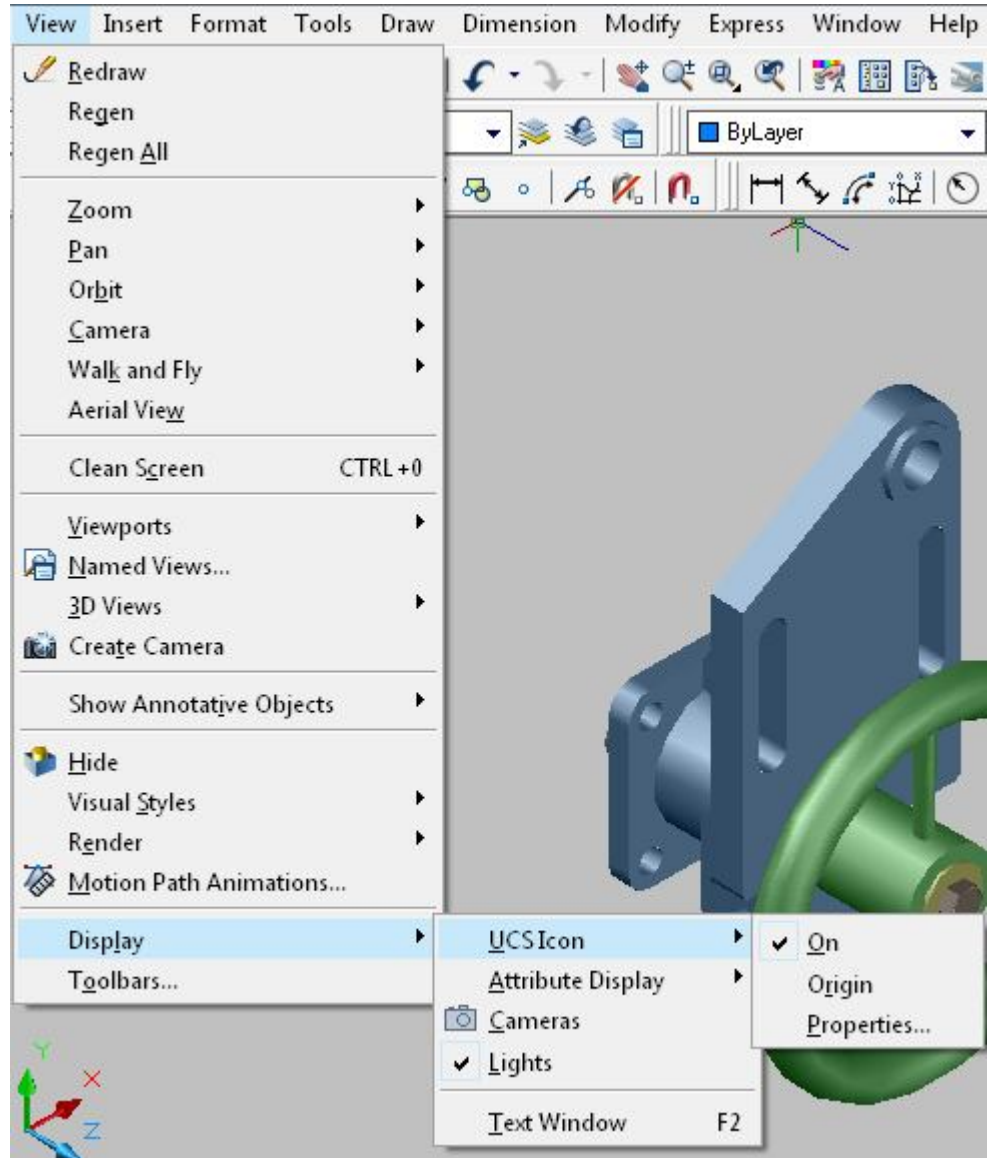 View Insert Format Tools Draw Dimension Modify Express Window Help
Redraw
Regen
Regen All
ByLayer
Zoom
Pan
Orbit
Camera
Walk and Fly
Aerial View
Clean Screen CTRL+0
Viewports
Named Views...
3D Views
Create Camera
Show Annotative Objects
Hide
Visual Styles
Render
Motion Path Animations...
Display
Toolbars...
UCS Icon
Attribute Display
Cameras
Lights
Text Window F2
On
Origin
Properties...
Y
X
Z